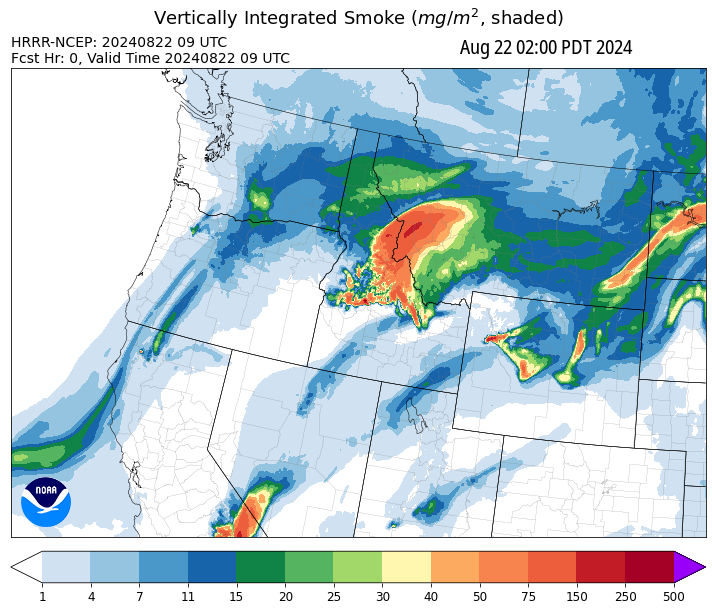 Vertically Integrated Smoke (mg/m², shaded)
HRRR-NCEP: 20240822 09 UTC
Fcst Hr: 0, Valid Time 20240822 09 UTC
Aug 22 02:00 PDT 2024
NOAA
1 4 7 11 15 20 25 30 40 50 75 150 250 500